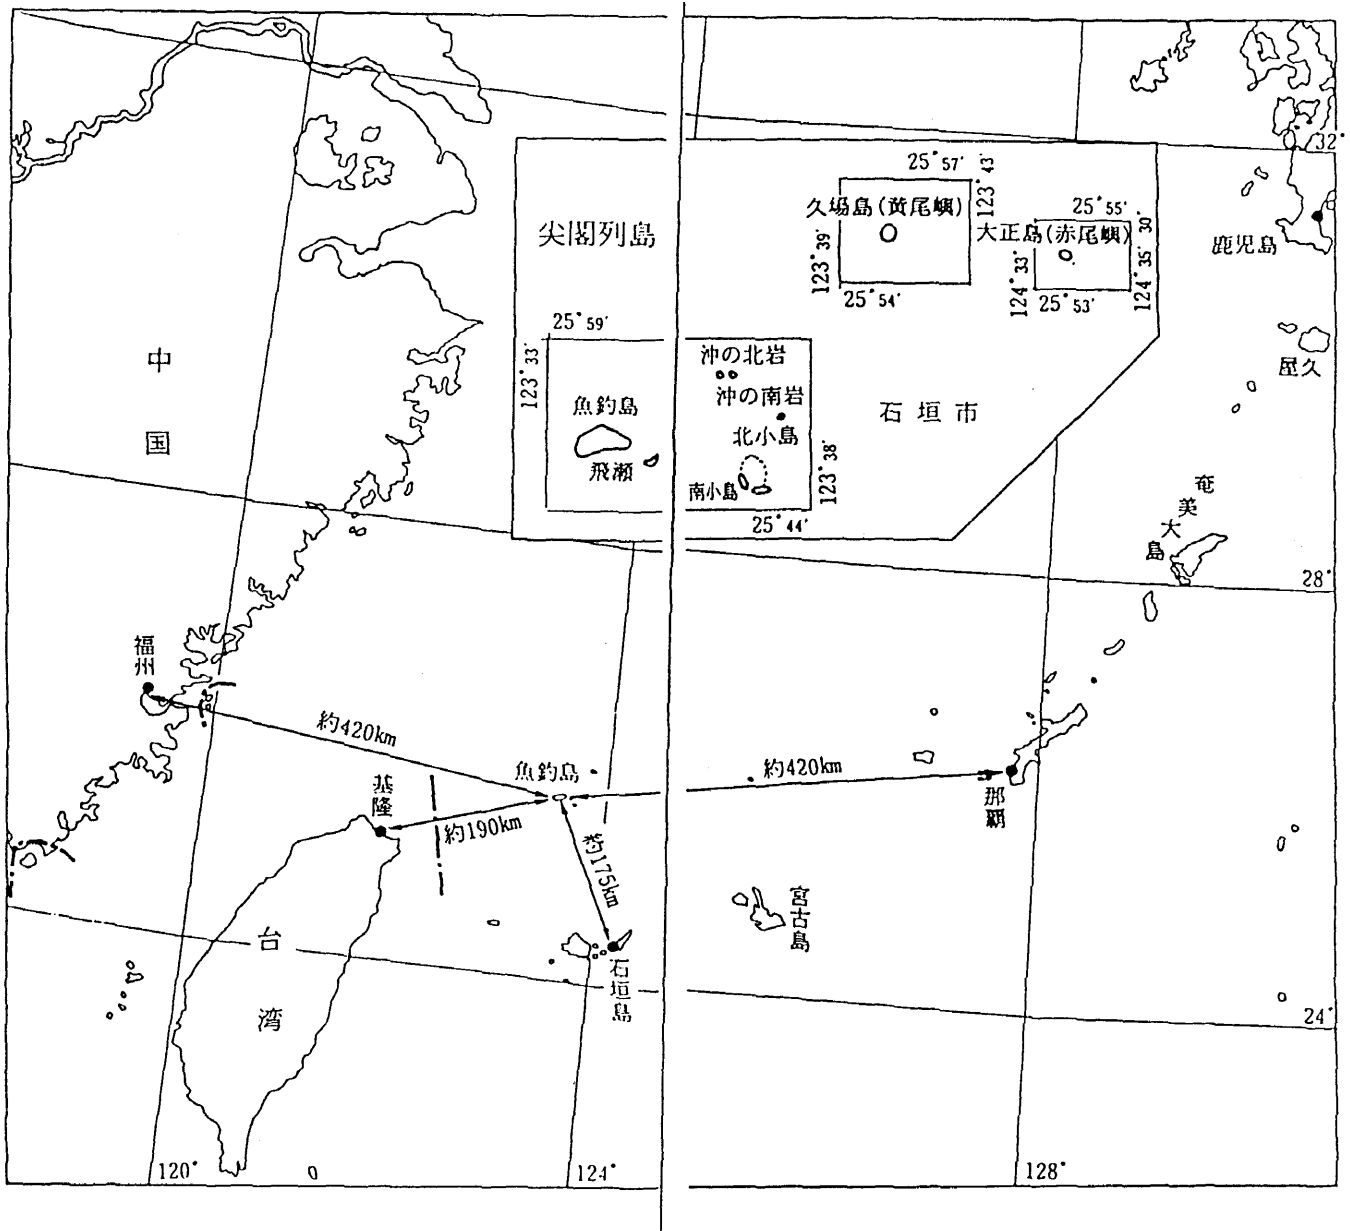 32°
25°57′
123°43′
久場島(黄尾嶼)
123°39′
25°54′
25°55′
大正島(赤尾嶼)
30′
124°33′
124°35′
25°53′
尖閣列島
鹿児島
25°59′
123°33′
沖の北岩
沖の南岩
魚釣島
北小島
飛瀬
南小島
123°38′
25°44′
石垣市
屋久
中国
奄美大島
28°
福州
約420km
魚釣島
約420km
那覇
基隆
約190km
約175km
宮古島
石垣島
台湾
24°
120°
124°
128°